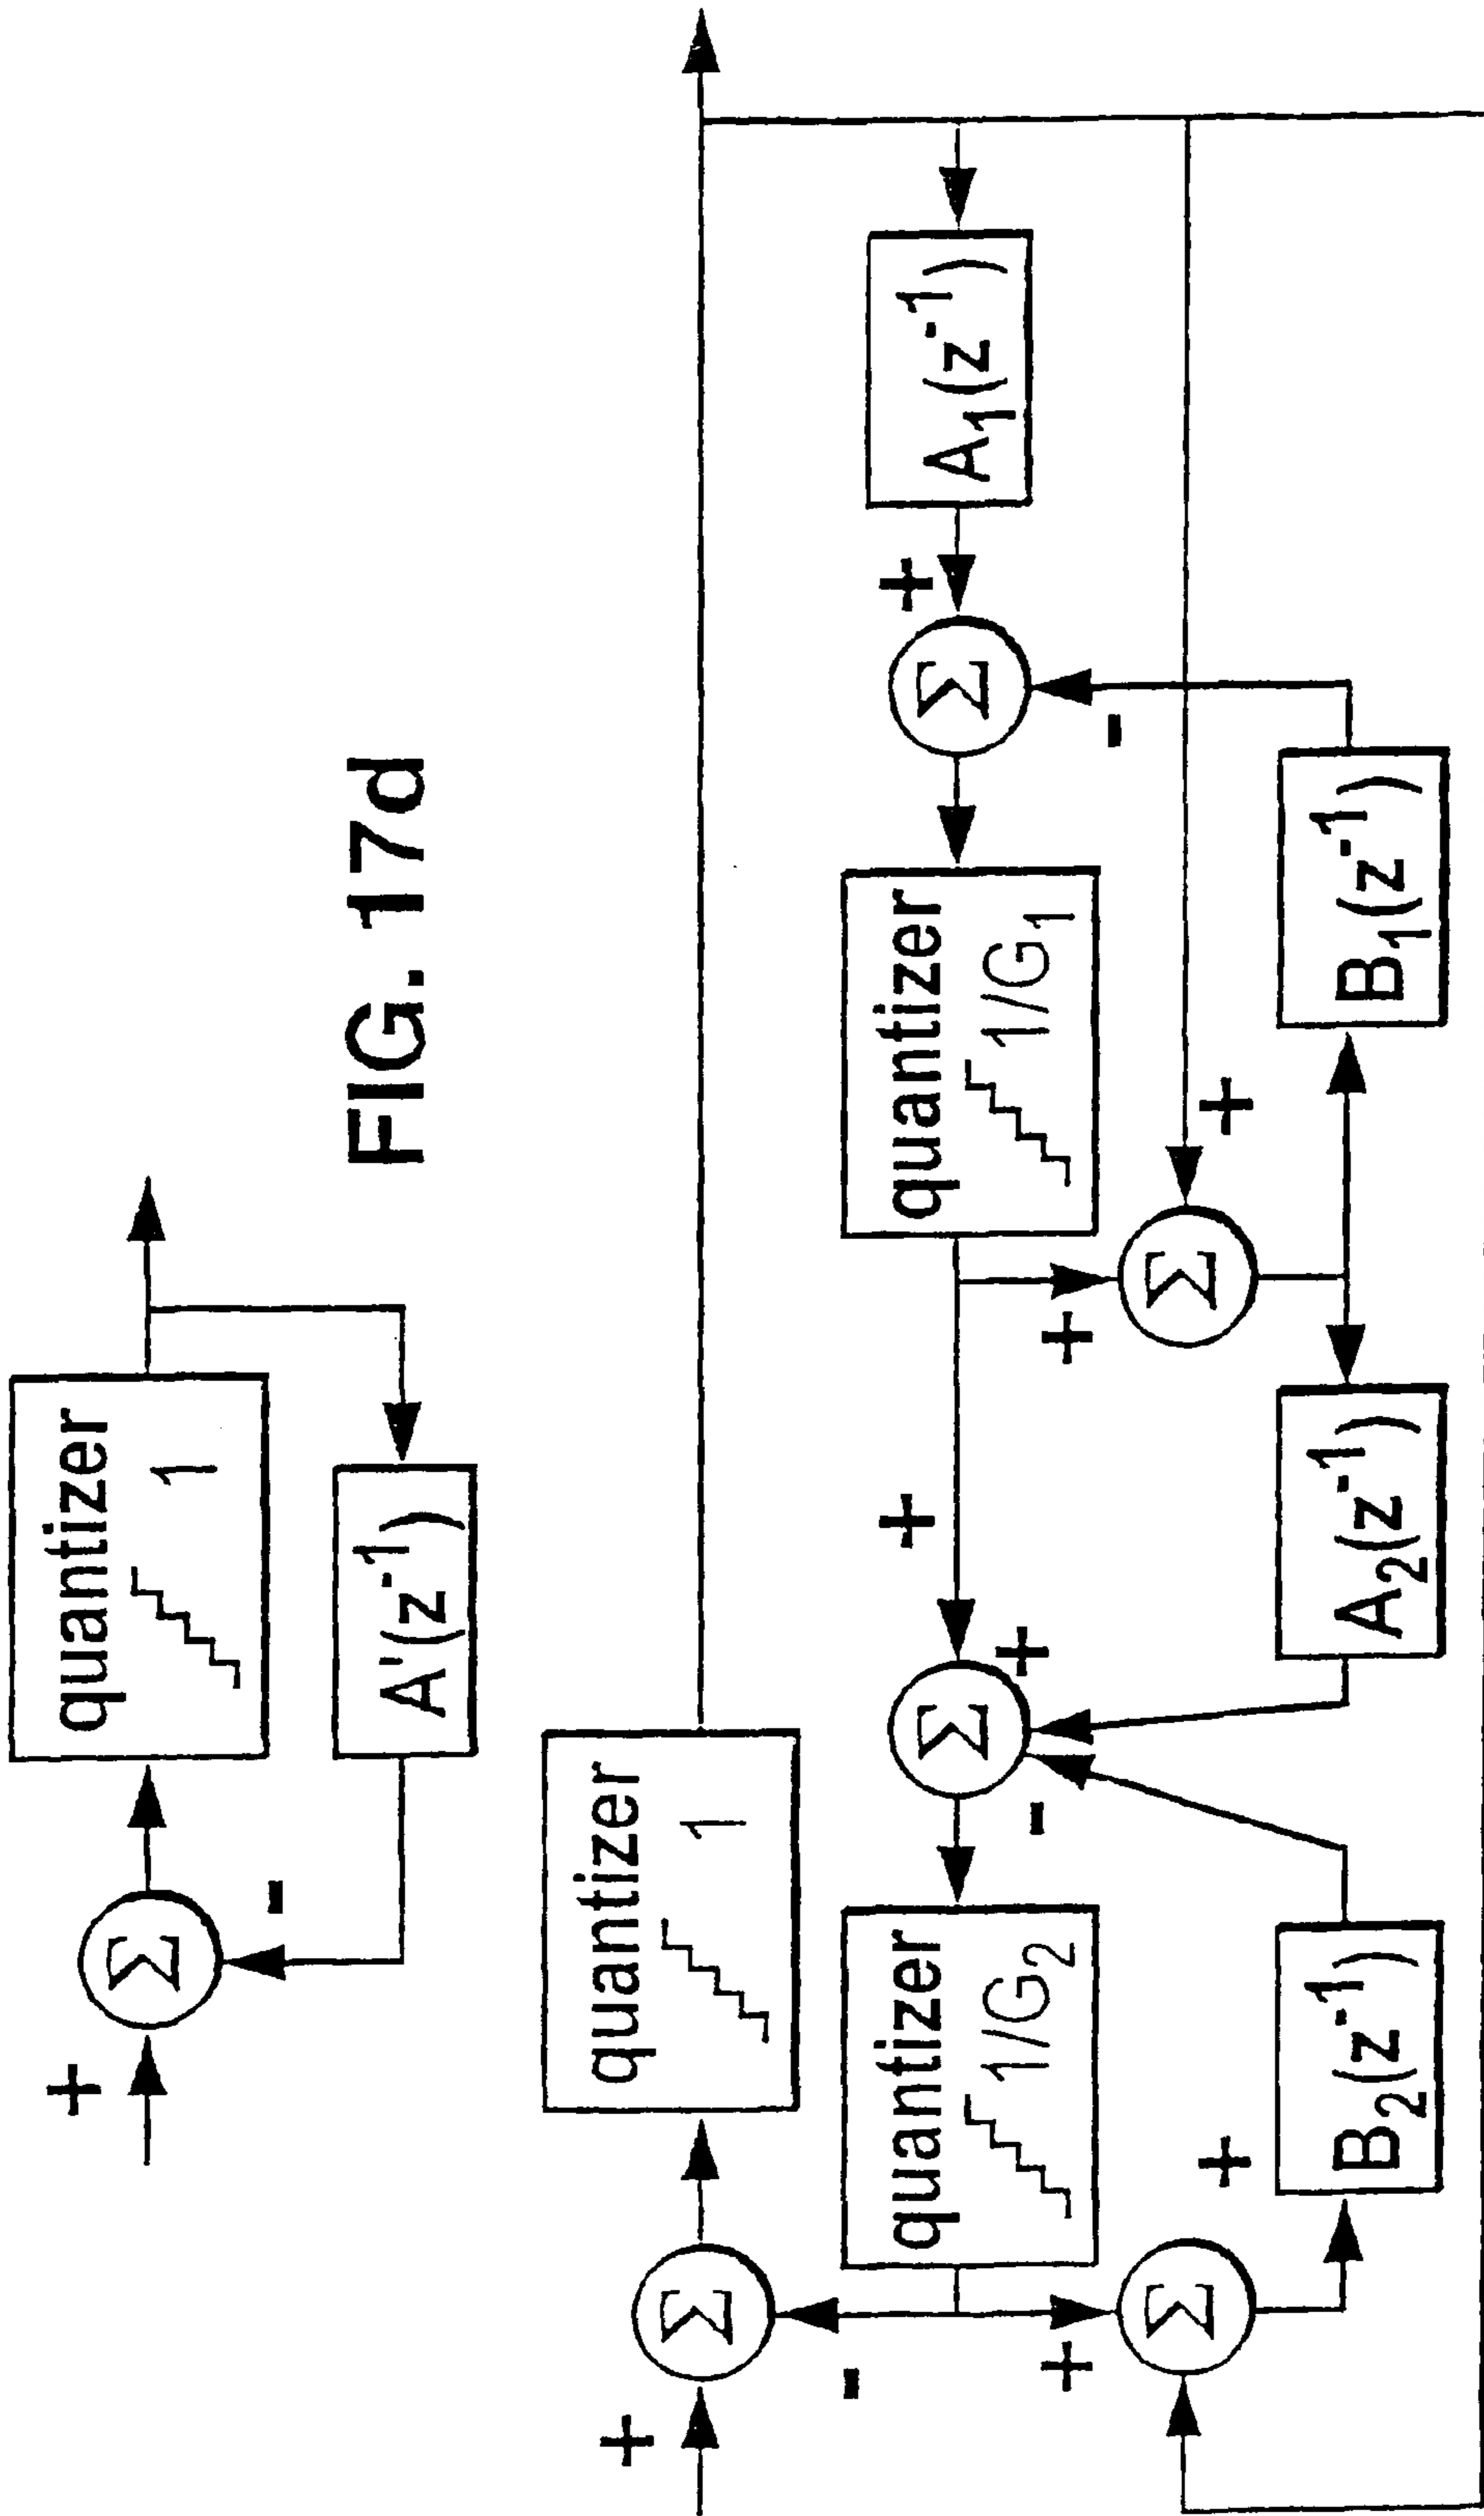 +
Σ
-
quantizer
1
A'(z⁻¹)
FIG. 17d
+
Σ
-
quantizer
1
quantizer
1/G₂
Σ
+
-
+
quantizer
1/G₁
Σ
+
-
A₁(z⁻¹)
+
Σ
+
B₂(z⁻¹)
A₂(z⁻¹)
+
Σ
+
B₁(z⁻¹)